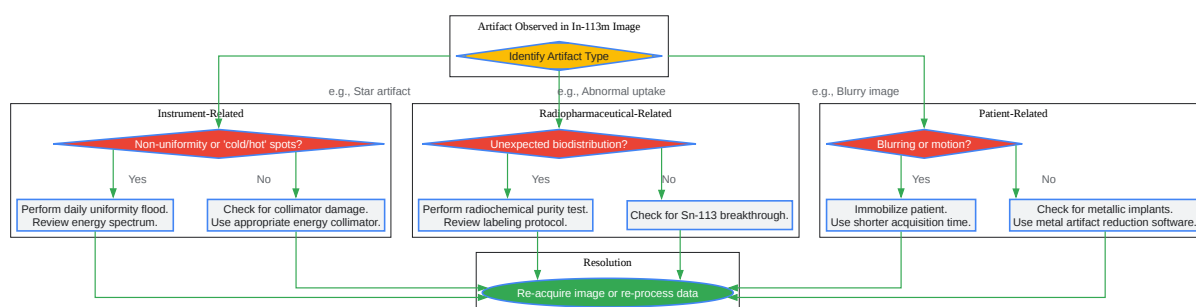 Artifact Observed in In-113m Image
Identify Artifact Type
e.g., Star artifact
e.g., Abnormal uptake
e.g., Blurry image
Instrument-Related
Non-uniformity or 'cold/hot' spots?
Yes
No
Perform daily uniformity flood.
Review energy spectrum.
Check for collimator damage.
Use appropriate energy collimator.
Radiopharmaceutical-Related
Unexpected biodistribution?
Yes
No
Perform radiochemical purity test.
Review labeling protocol.
Check for Sn-113 breakthrough.
Patient-Related
Blurring or motion?
Yes
No
Immobilize patient.
Use shorter acquisition time.
Check for metallic implants.
Use metal artifact reduction software.
Resolution
Re-acquire image or re-process data